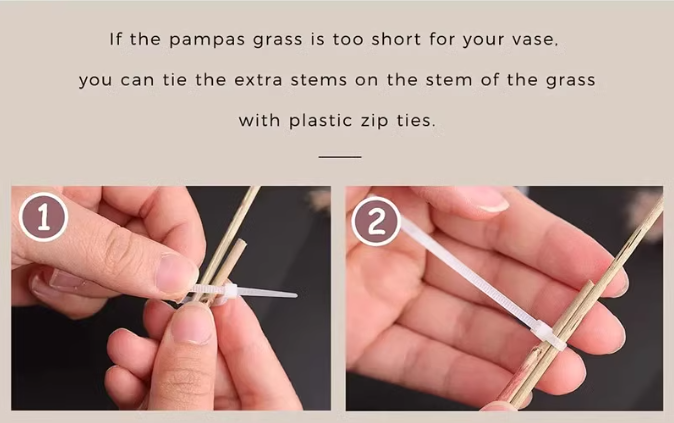 If the pampas grass is too short for your vase,
you can tie the extra stems on the stem of the grass
with plastic zip ties.
1
2